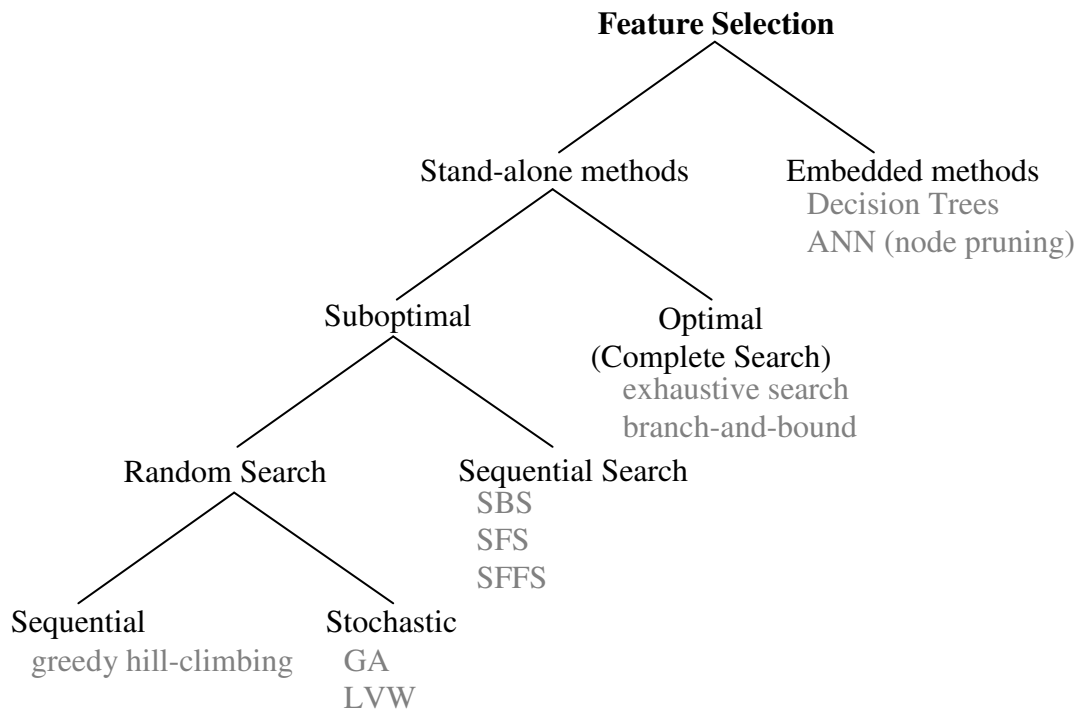 Feature Selection
Stand-alone methods
Embedded methods
Decision Trees
ANN (node pruning)
Suboptimal
Optimal
(Complete Search)
exhaustive search
branch-and-bound
Random Search
Sequential Search
SBS
SFS
SFFS
Sequential
greedy hill-climbing
Stochastic
GA
LVW